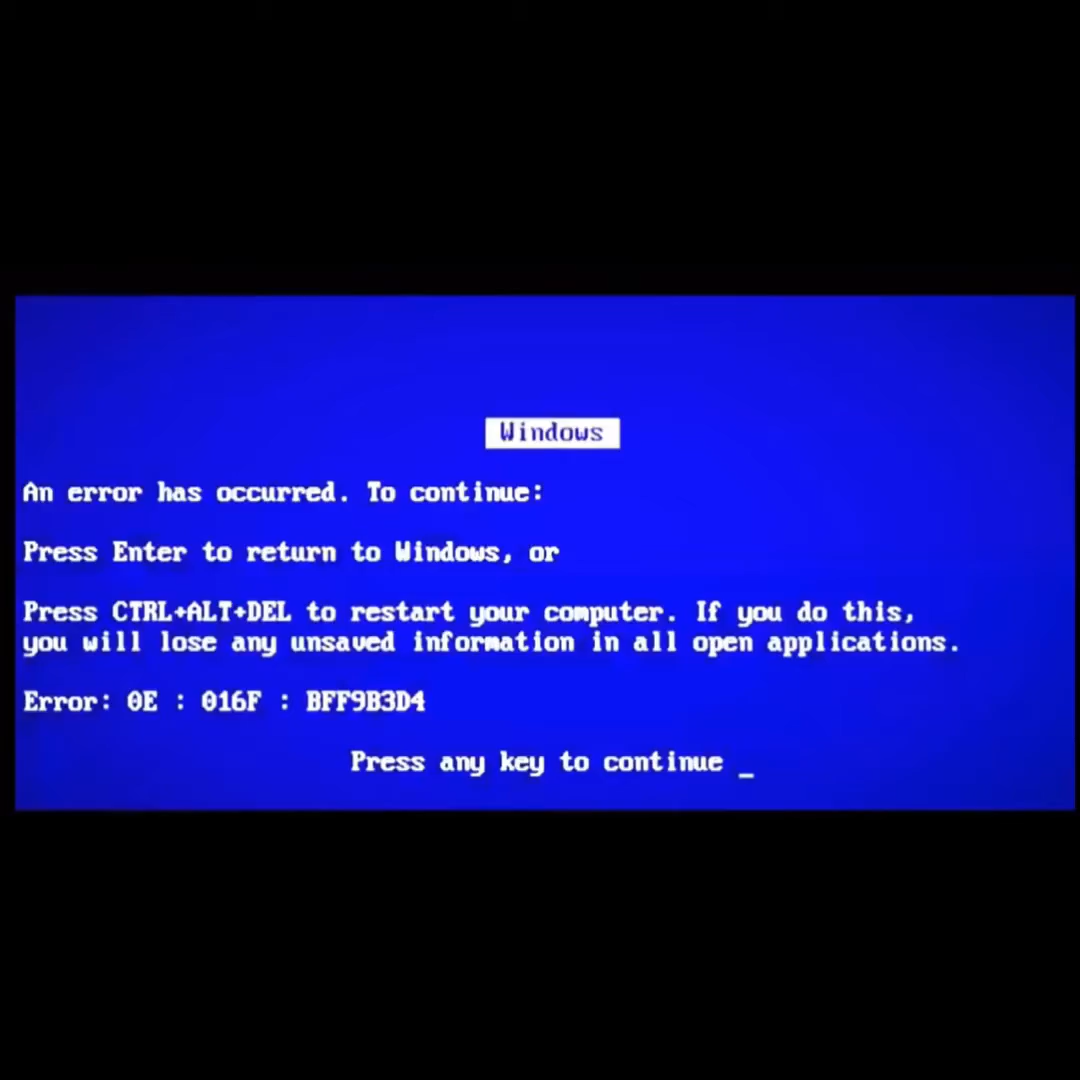 Windows
An error has occurred. To continue:
Press Enter to return to Windows, or
Press CTRL+ALT+DEL to restart your computer. If you do this,
you will lose any unsaved information in all open applications.
Error: 0E : 016F : BFF9B3D4
Press any key to continue _